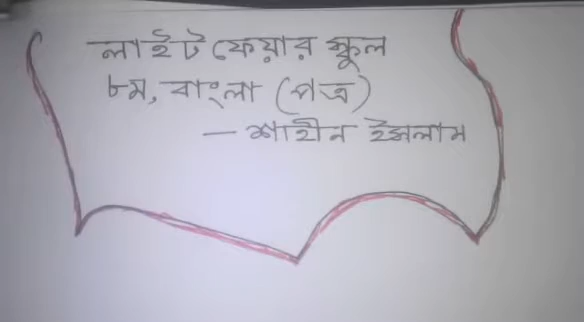 লাইট ফেয়ার স্কুল
৮ম, বাংলা (পত্র)
— শাহীন ইসলাম